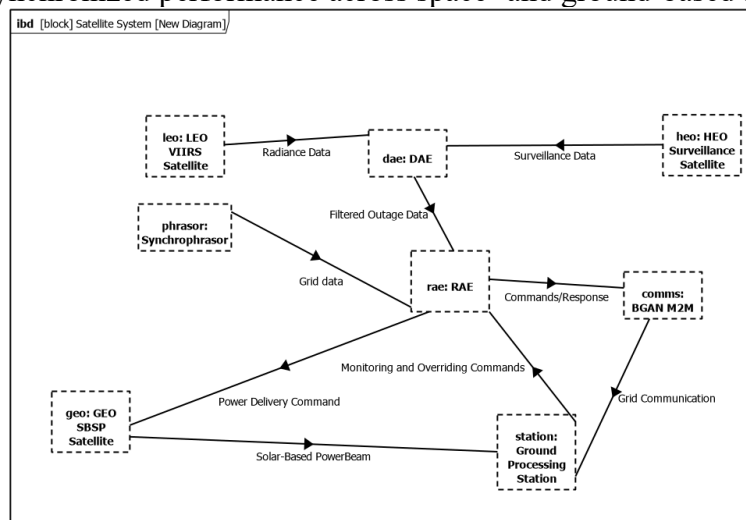 ibd [block] Satellite System [New Diagram]
leo: LEO
VIIRS
Satellite
Radiance Data
dae: DAE
Surveillance Data
heo: HEO
Surveillance
Satellite
phrasor:
Synchrophrasor
Filtered Outage Data
Grid data
rae: RAE
Commands/Response
comms:
BGAN M2M
Monitoring and Overriding Commands
Power Delivery Command
Grid Communication
geo: GEO
SBSP
Satellite
Solar-Based PowerBeam
station:
Ground
Processing
Station